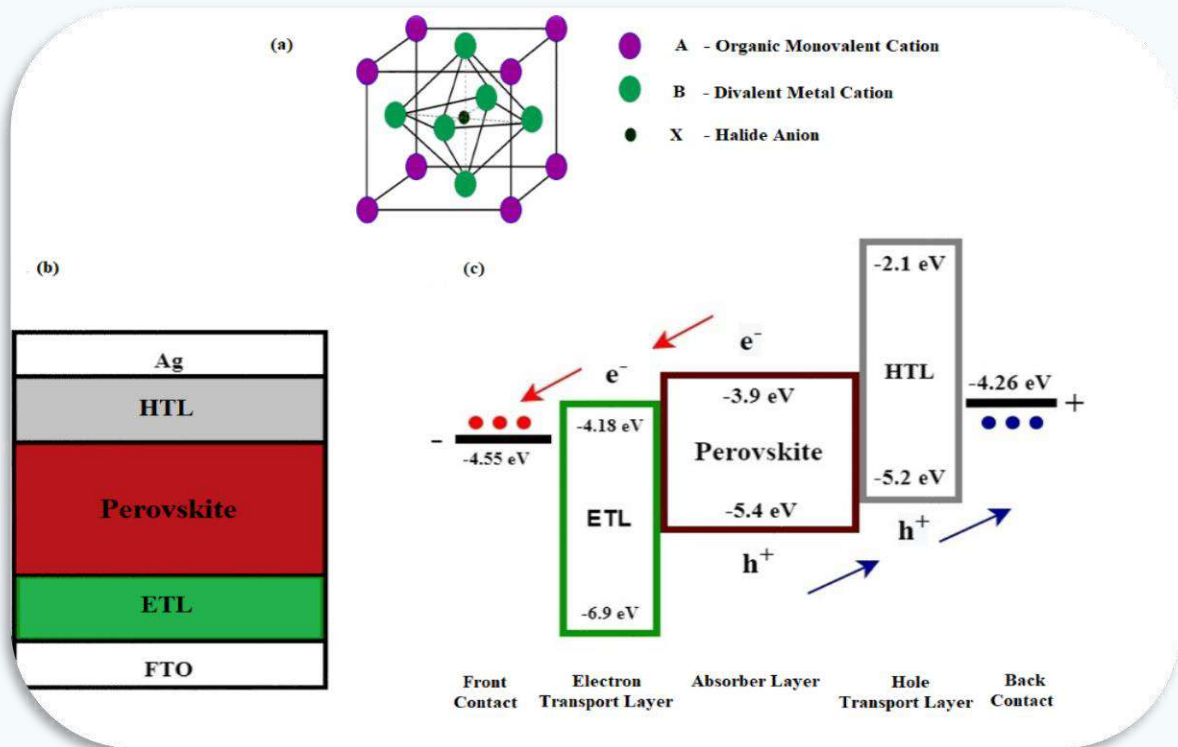 (a)
A - Organic Monovalent Cation
B - Divalent Metal Cation
X - Halide Anion
(b)
Ag
HTL
Perovskite
ETL
FTO
(c)
-2.1 eV
e⁻
e⁻
HTL
-4.26 eV
-3.9 eV
+
-4.18 eV
-
-4.55 eV
Perovskite
-5.2 eV
-5.4 eV
ETL
h⁺
h⁺
-6.9 eV
Front
Contact
Electron
Transport Layer
Absorber Layer
Hole
Transport Layer
Back
Contact